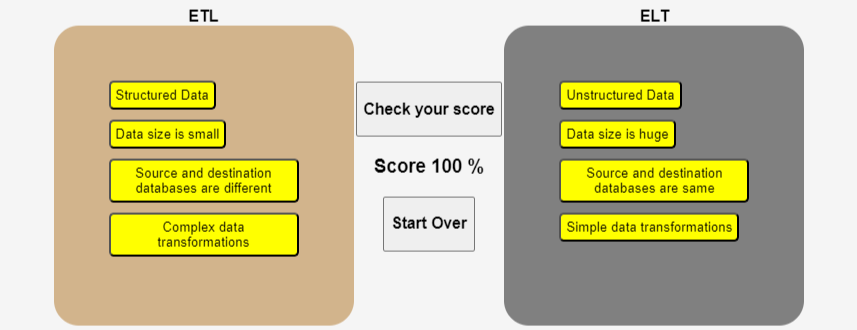 ETL
Structured Data
Data size is small
Source and destination
databases are different
Complex data
transformations
Check your score
Score 100 %
Start Over
ELT
Unstructured Data
Data size is huge
Source and destination
databases are same
Simple data transformations